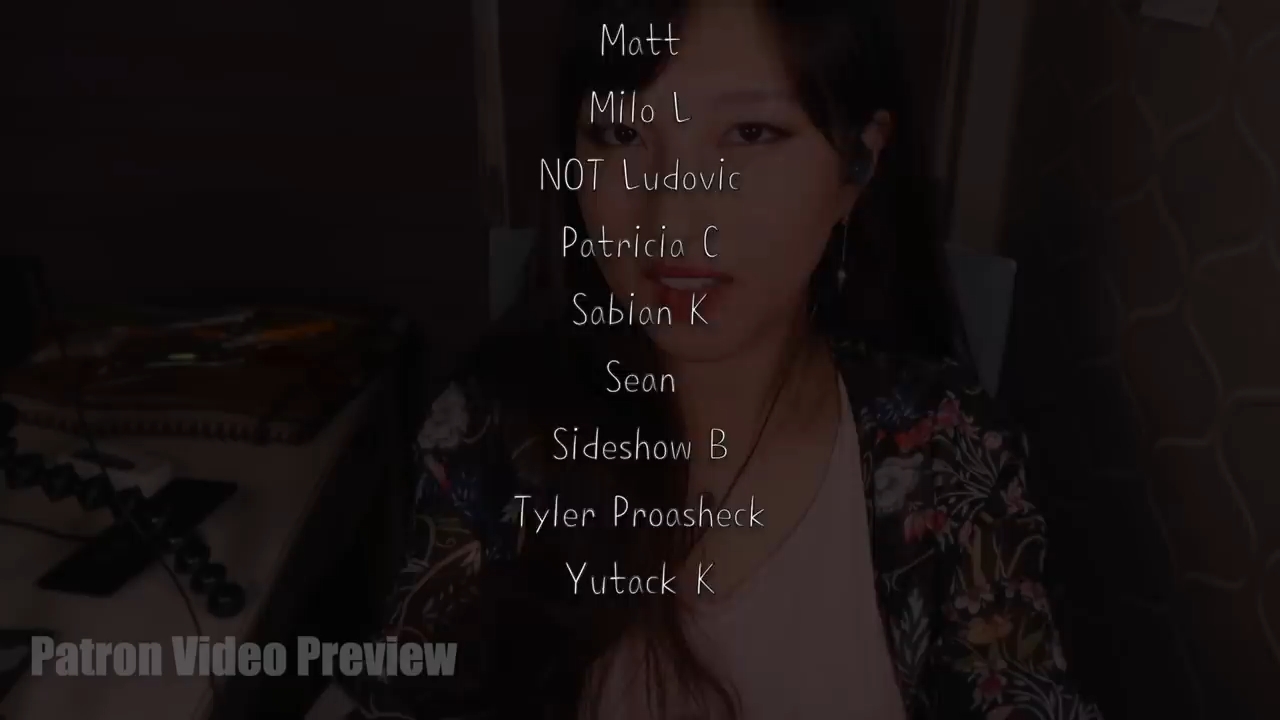 Matt
Milo L
NOT Ludovic
Patricia C
Sabian K
Sean
Sideshow B
Tyler Proasheck
Yutack K
Patron Video Preview